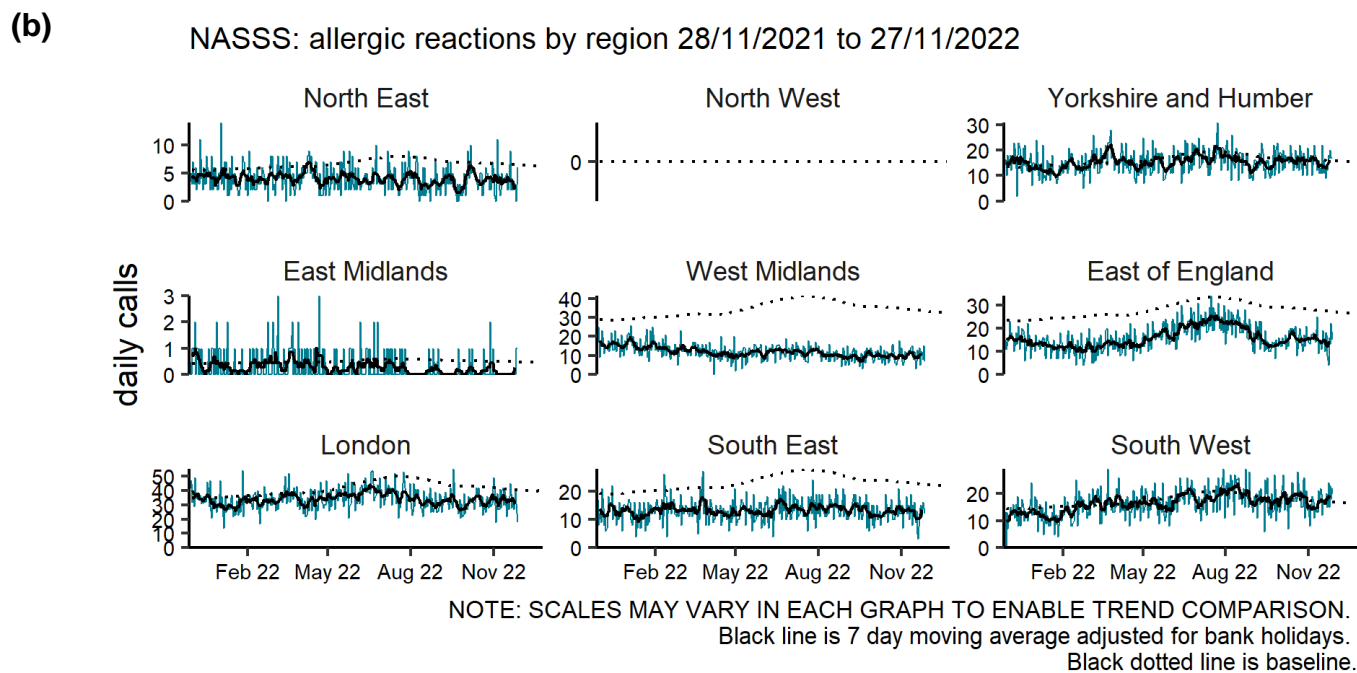 (b)
NASSS: allergic reactions by region 28/11/2021 to 27/11/2022
North East
North West
Yorkshire and Humber
10
5
0
0
30
20
10
0
East Midlands
West Midlands
East of England
3
2
1
0
40
30
20
10
0
30
20
10
0
daily calls
London
South East
South West
50
40
30
20
10
0
20
10
0
20
10
0
Feb 22 May 22 Aug 22 Nov 22
Feb 22 May 22 Aug 22 Nov 22
Feb 22 May 22 Aug 22 Nov 22
NOTE: SCALES MAY VARY IN EACH GRAPH TO ENABLE TREND COMPARISON.
Black line is 7 day moving average adjusted for bank holidays.
Black dotted line is baseline.